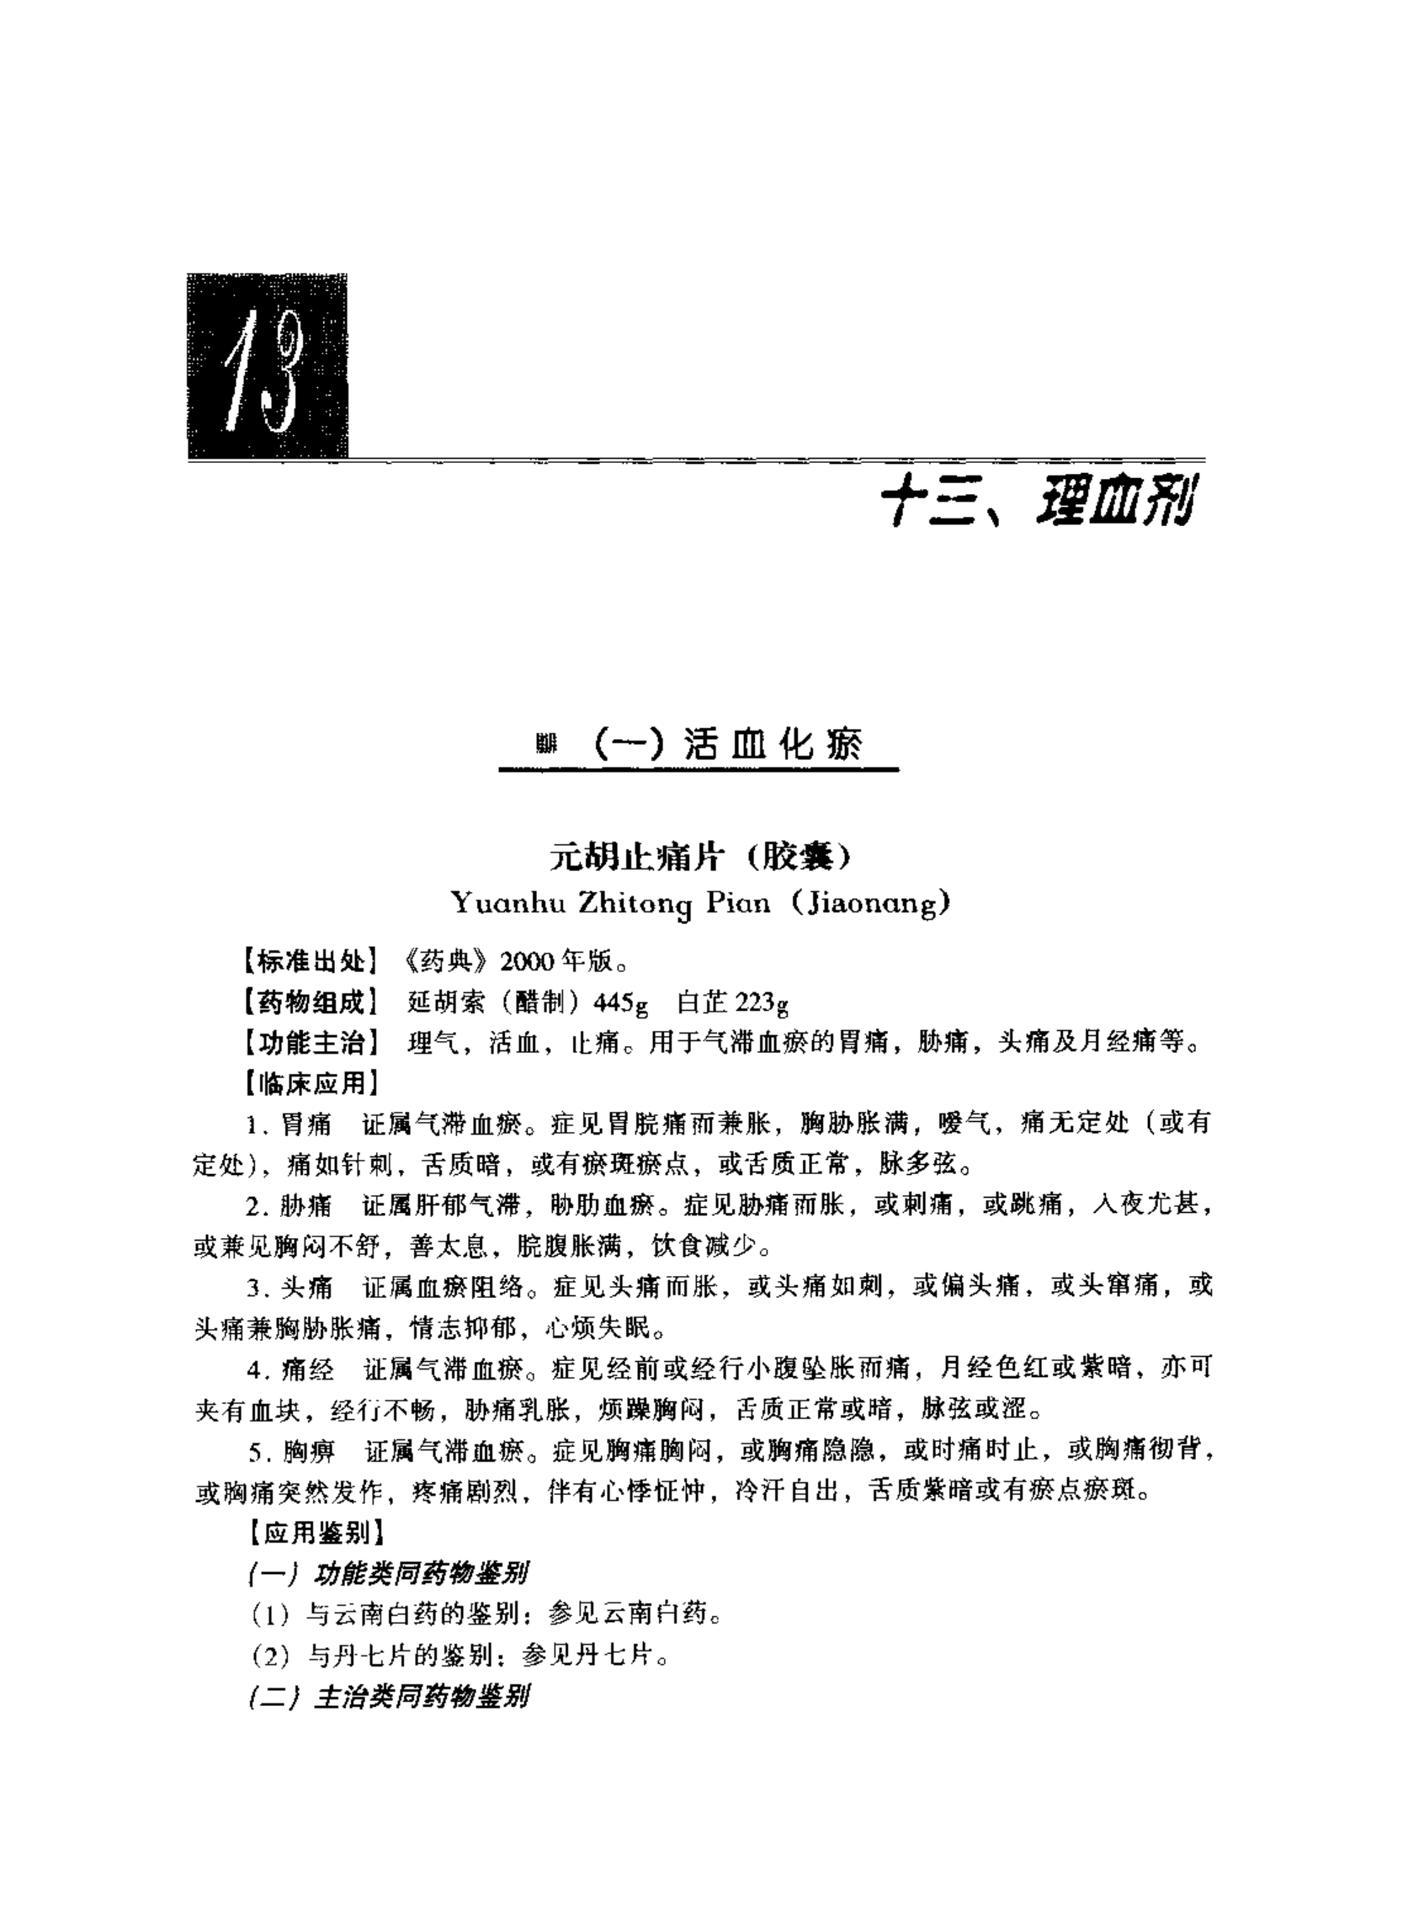 13
十三、理血剂
（一）活血化瘀
元胡止痛片（胶囊）
Yuanhu Zhitong Pian（Jiaonang）
【标准出处】《药典》2000 年版。
【药物组成】 延胡索（醋制）445g 白芷 223g
【功能主治】 理气，活血，止痛。用于气滞血瘀的胃痛，胁痛，头痛及月经痛等。
【临床应用】
1. 胃痛 证属气滞血瘀。症见胃脘痛而兼胀，胸胁胀满，嗳气，痛无定处（或有
定处），痛如针刺，舌质暗，或有瘀斑瘀点，或舌质正常，脉多弦。
2. 胁痛 证属肝郁气滞，胁肋血瘀。症见胁痛而胀，或刺痛，或跳痛，入夜尤甚，
或兼见胸闷不舒，善太息，脘腹胀满，饮食减少。
3. 头痛 证属血瘀阻络。症见头痛而胀，或头痛如刺，或偏头痛，或头窜痛，或
头痛兼胸胁胀痛，情志抑郁，心烦失眠。
4. 痛经 证属气滞血瘀。症见经前或经行小腹坠胀而痛，月经色红或紫暗，亦可
夹有血块，经行不畅，胁痛乳胀，烦躁胸闷，舌质正常或暗，脉弦或涩。
5. 胸痹 证属气滞血瘀。症见胸痛胸闷，或胸痛隐隐，或时痛时止，或胸痛彻背，
或胸痛突然发作，疼痛剧烈，伴有心悸怔忡，冷汗自出，舌质紫暗或有瘀点瘀斑。
【应用鉴别】
（一）功能类同药物鉴别
（1）与云南白药的鉴别：参见云南白药。
（2）与丹七片的鉴别：参见丹七片。
（二）主治类同药物鉴别